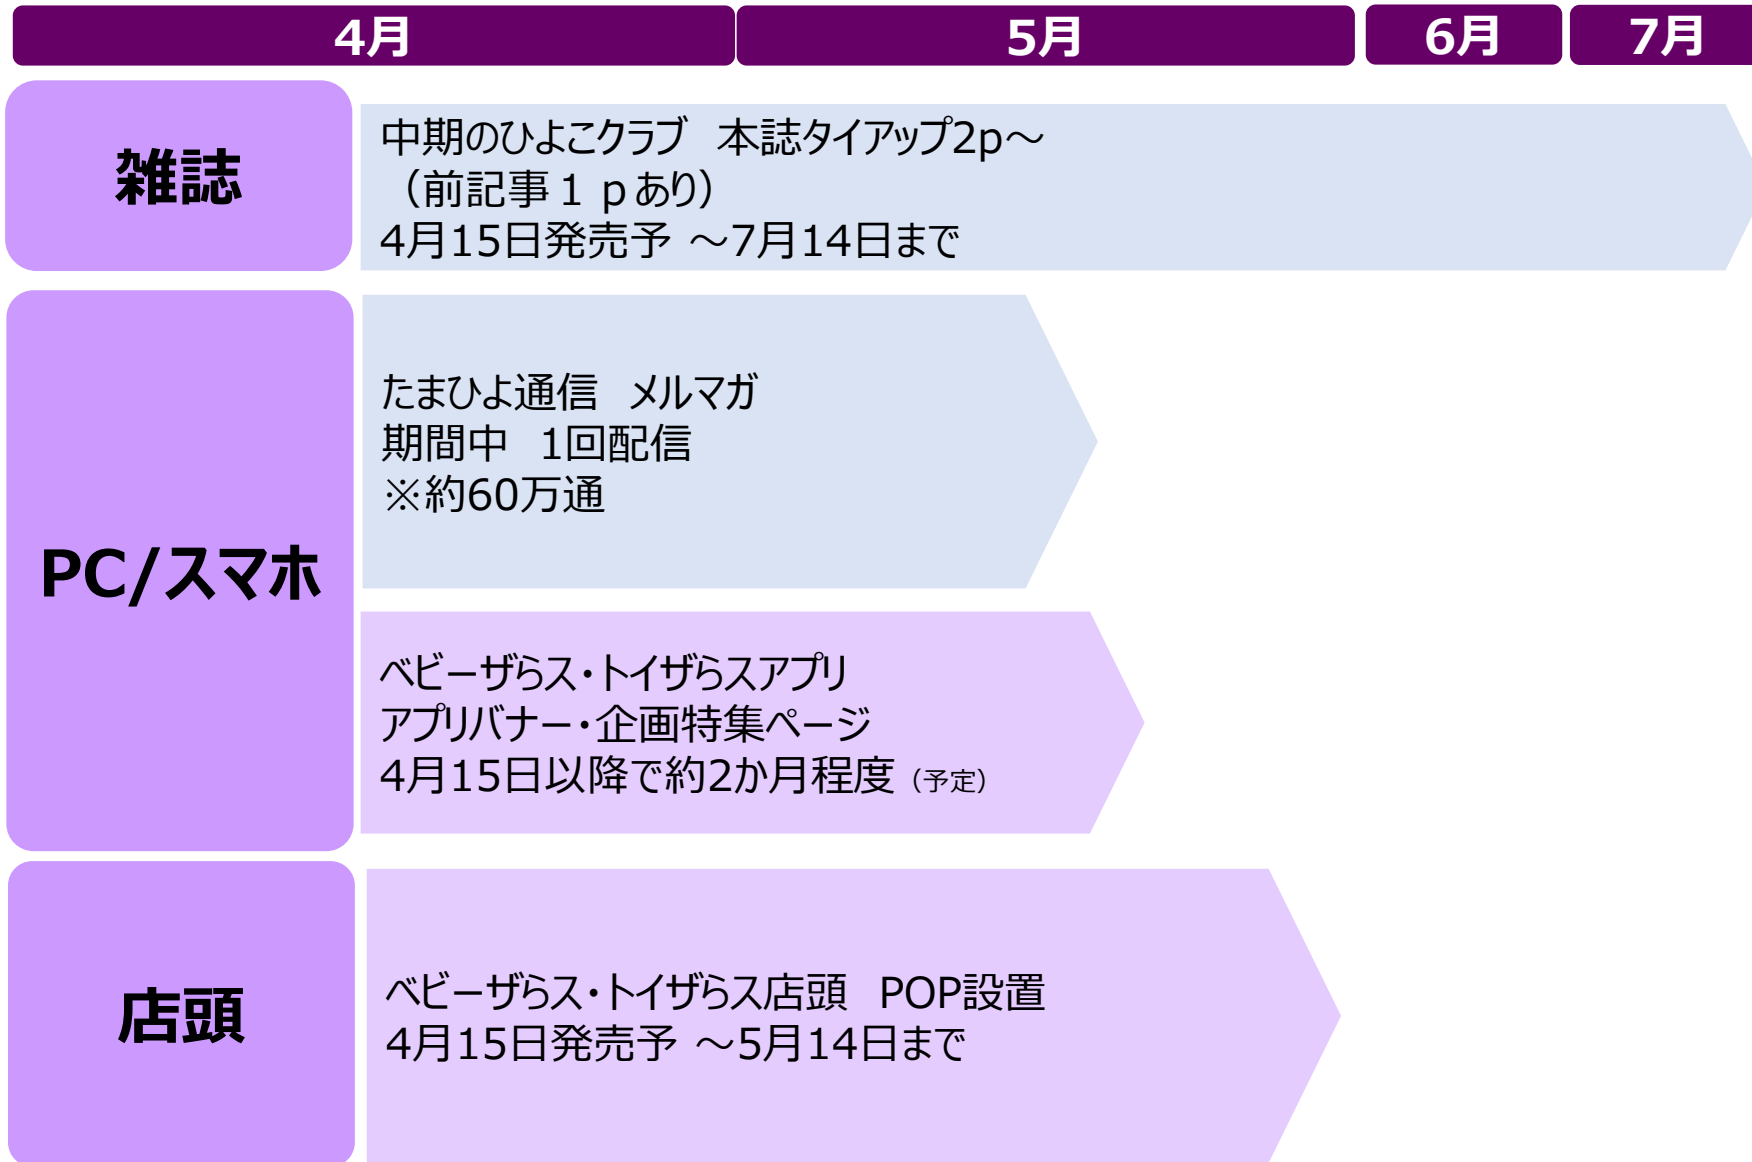 4月
5月
6月
7月
雑誌
中期のひよこクラブ　本誌タイアップ2p～
（前記事１ｐあり）
4月15日発売予 ～7月14日まで
PC/スマホ
たまひよ通信　メルマガ
期間中　1回配信
※約60万通
ベビーザらス・トイザらスアプリ
アプリバナー・企画特集ページ
4月15日以降で約2か月程度（予定）
店頭
ベビーザらス・トイザらス店頭　POP設置
4月15日発売予 ～5月14日まで